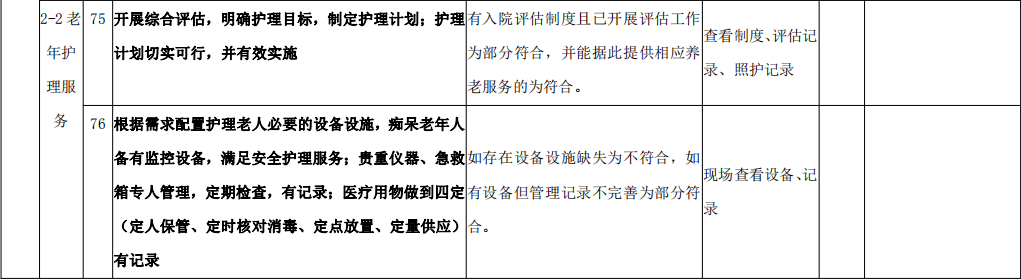 2-2 老
年护
理服
务
75
开展综合评估，明确护理目标，制定护理计划；护理
计划切实可行，并有效实施
有入院评估制度且已开展评估工作
为部分符合，并能据此提供相应养
老服务的为符合。
查看制度、评估记
录、照护记录
76
根据需求配置护理老人必要的设备设施，痴呆老年人
备有监控设备，满足安全护理服务；贵重仪器、急救
箱专人管理，定期检查，有记录；医疗用物做到四定
（定人保管、定时核对消毒、定点放置、定量供应）
有记录
如存在设备设施缺失为不符合，如
有设备但管理记录不完善为部分符
合。
现场查看设备、记
录